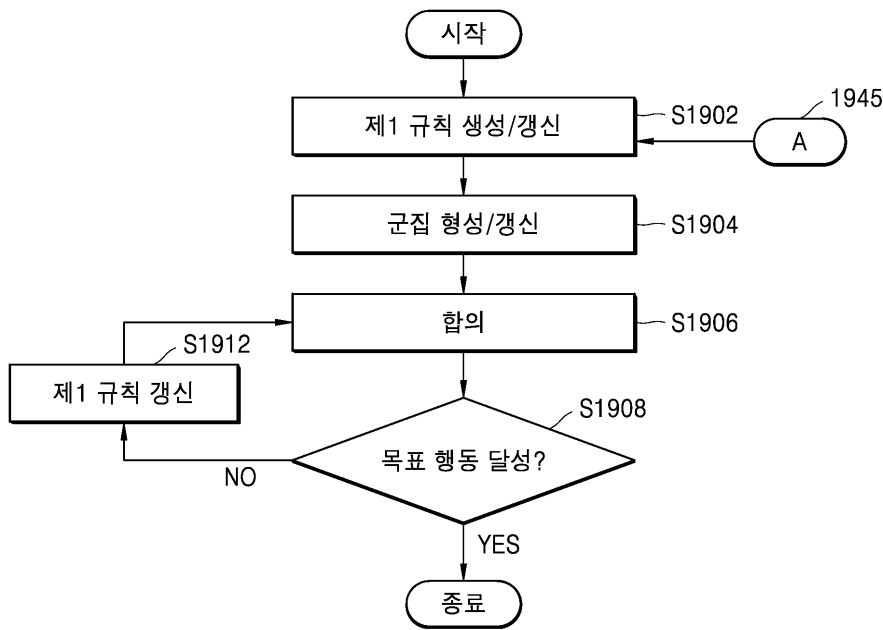 시작
1945
제1 규칙 생성/갱신
S1902
A
군집 형성/갱신
S1904
합의
S1906
S1912
제1 규칙 갱신
S1908
목표 행동 달성?
NO
YES
종료